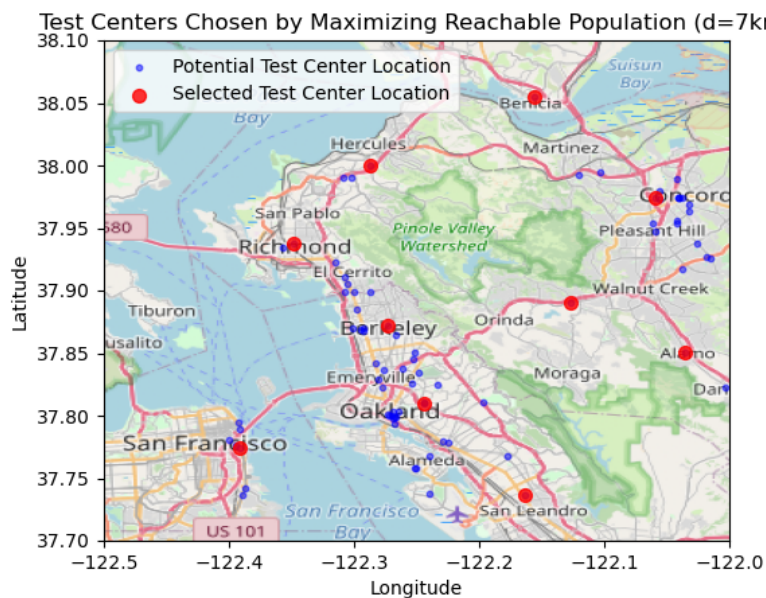 Test Centers Chosen by Maximizing Reachable Population (d=7k
38.10
38.05
38.00
37.95
37.90
37.85
37.80
37.75
37.70
Latitude
Potential Test Center Location
Selected Test Center Location
Bay
Suisun
Bay
Benicia
Hercules
Martinez
San Pablo
Concord
S80
Pinole Valley
Watershed
Pleasant Hill
Richmond
El Cerrito
Walnut Creek
Tiburon
Orinda
Berkeley
usalito
Alamo
Moraga
Emeryville
Dan
Oakland
San Francisco
Alameda
San Leandro
San Francisco
Bay
US 101
−122.5
−122.4
−122.3
−122.2
−122.1
−122.0
Longitude